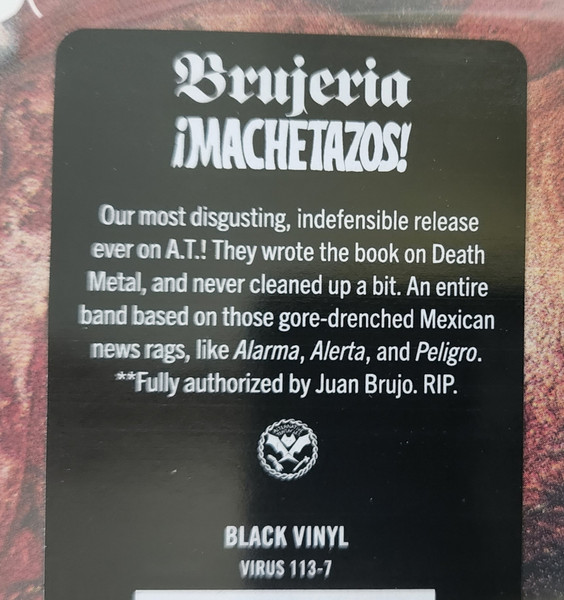 Brujeria
¡MACHETAZOS!
Our most disgusting, indefensible release
ever on A.T.! They wrote the book on Death
Metal, and never cleaned up a bit. An entire
band based on those gore-drenched Mexican
news rags, like Alarma, Alerta, and Peligro.
**Fully authorized by Juan Brujo. RIP.
BLACK VINYL
VIRUS 113-7